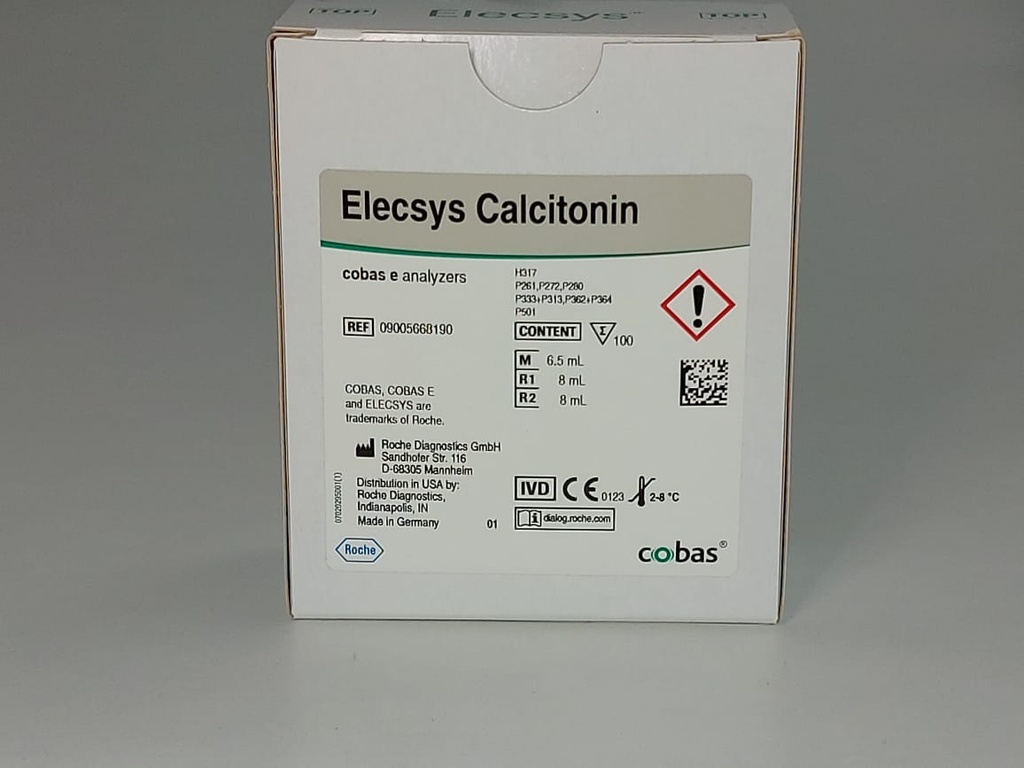 TOP Elecsys TOP
Elecsys Calcitonin
cobas e analyzers
REF 09005668190
COBAS, COBAS E
and ELECSYS are
trademarks of Roche.
Roche Diagnostics GmbH
Sandhofer Str. 116
D-68305 Mannheim
Distribution in USA by:
Roche Diagnostics,
Indianapolis, IN
Made in Germany 01
Roche
H317
P261,P272,P280
P333+P313,P362+P364
P501
CONTENT Σ 100
M 6.5 mL
R1 8 mL
R2 8 mL
IVD CE 0123 2-8 °C
i dialog.roche.com
cobas®